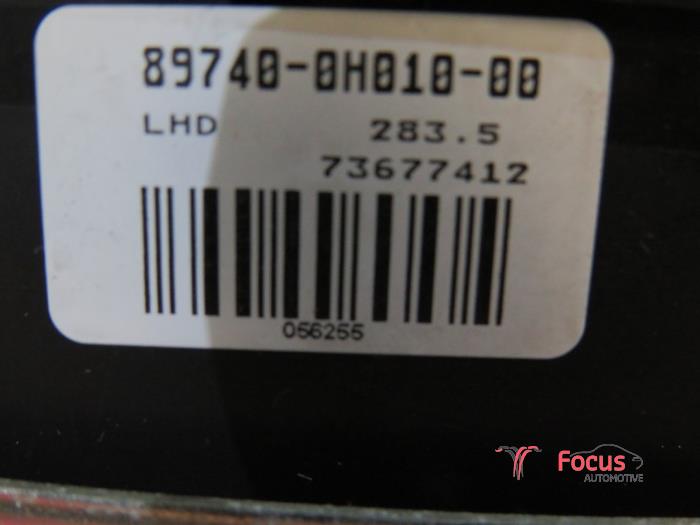 89740-0H010-00
LHD 283.5
73677412
056255
Focus
AUTOMOTIVE